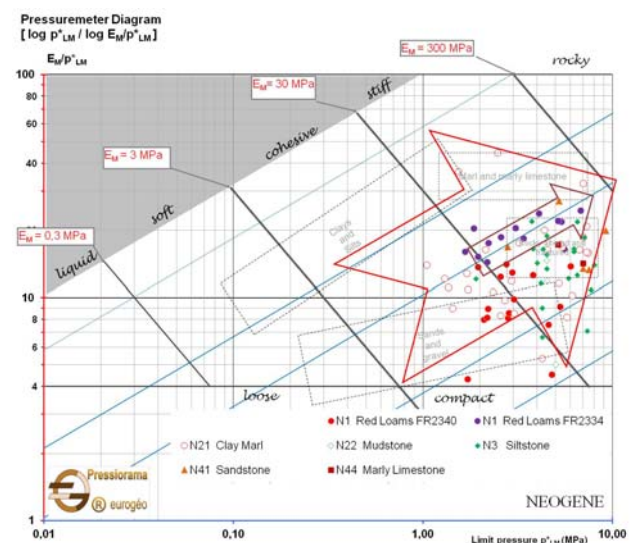 Pressuremeter Diagram
[ log p*LM / log EM/p*LM ]
EM/p*LM
EM = 300 MPa
rocky
100
80
60
40
20
10
8
6
4
2
1
EM = 30 MPa
stiff
cohesive
EM = 3 MPa
soft
EM = 0,3 MPa
liquid
Marl and marly limestone
Clays and silts
Sands and gravel
loose
compact
N1 Red Loams FR2340
N1 Red Loams FR2334
N21 Clay Marl
N22 Mudstone
N3 Siltstone
N41 Sandstone
N44 Marly Limestone
Pressiorama
® eurogéo
NEOGENE
0,01
0,10
1,00
10,00
Limit pressure p*LM (MPa)